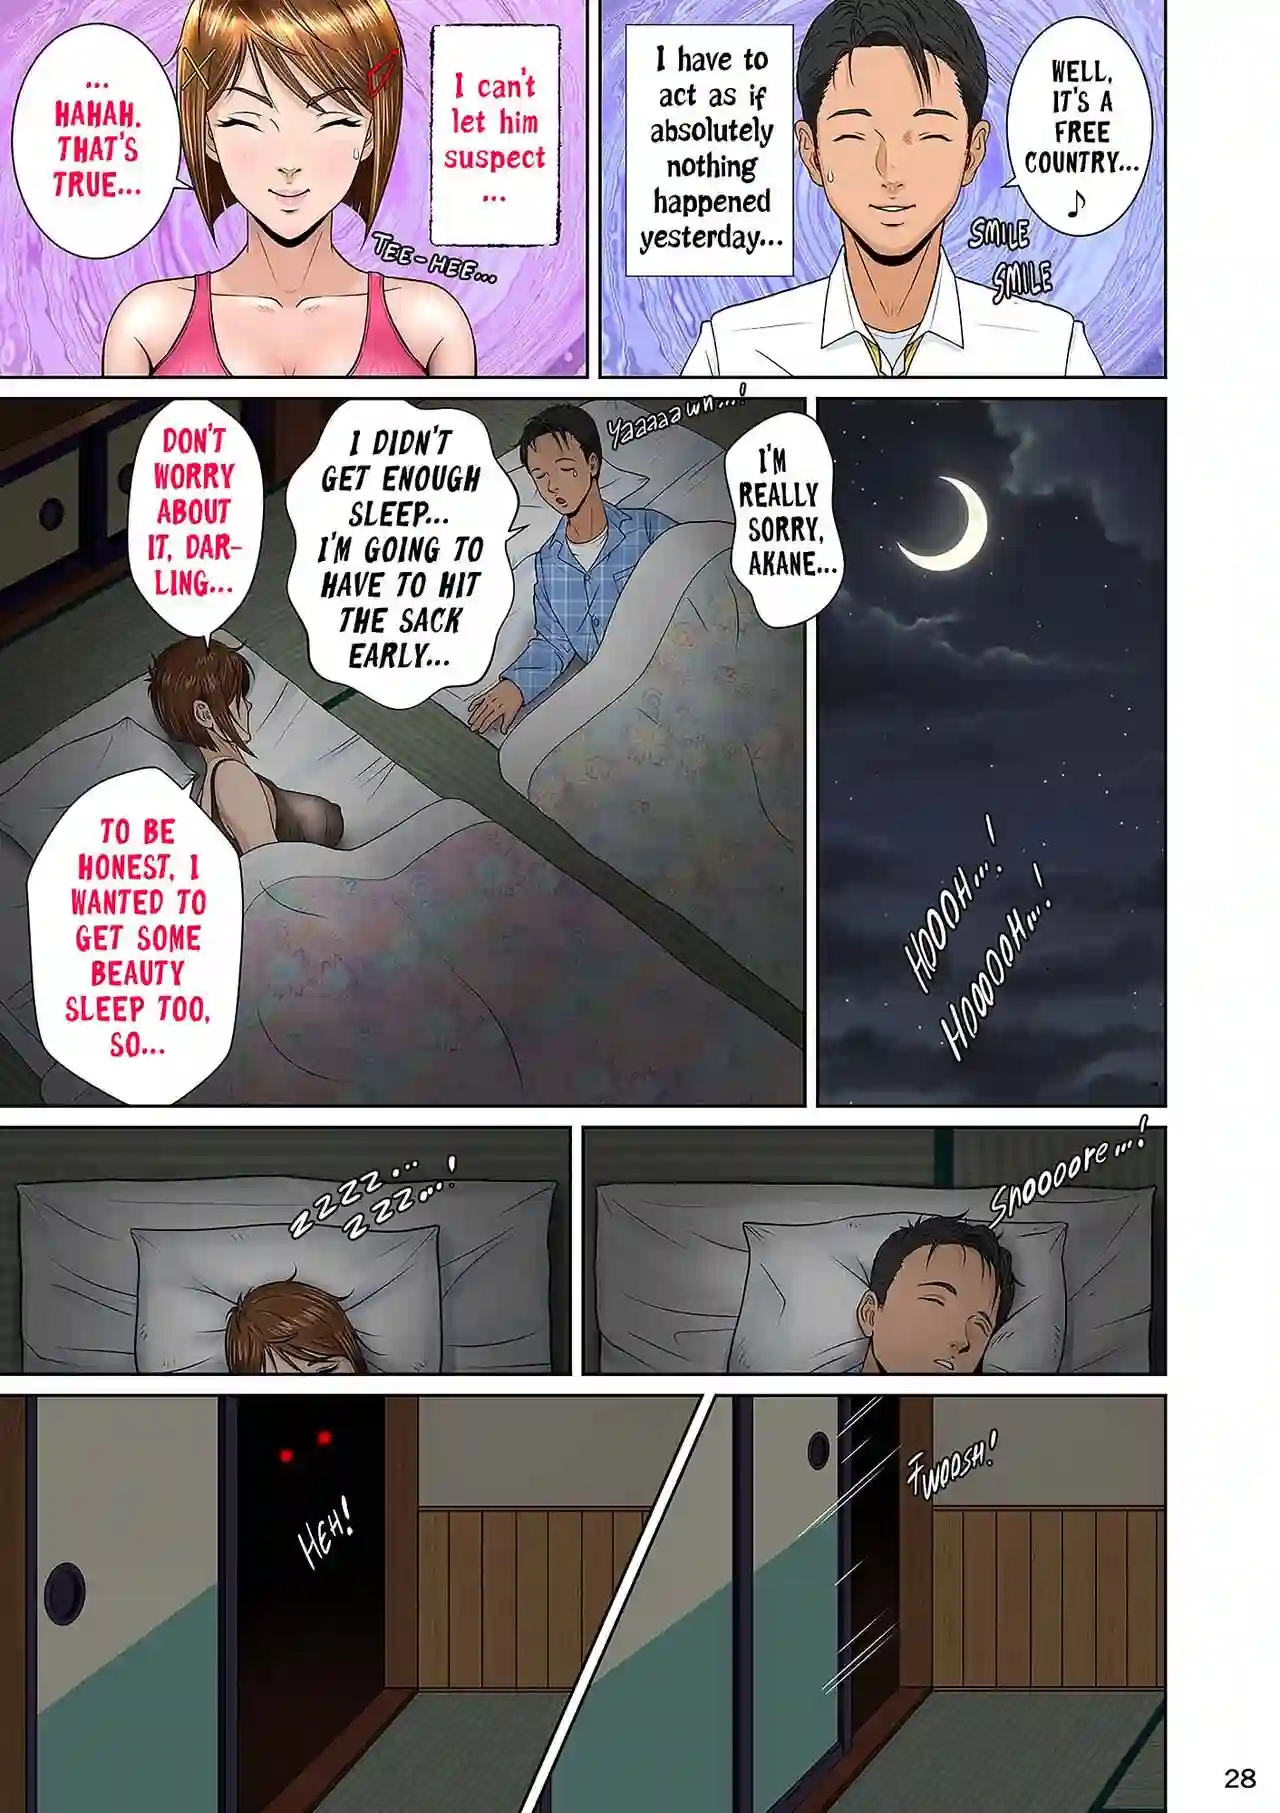 WELL,
IT'S A
FREE
COUNTRY...
♪
SMILE
SMILE
I have to
act as if
absolutely
nothing
happened
yesterday...
I can't
let him
suspect
...
...
HAHAH.
THAT'S
TRUE...
TEE-HEE...
HOOOOH...!
HOOOOOOH...!
I'M
REALLY
SORRY,
AKANE...
Yaaaaawn...!
I DIDN'T
GET ENOUGH
SLEEP...
I'M GOING TO
HAVE TO HIT
THE SACK
EARLY...
DON'T
WORRY
ABOUT
IT, DAR-
LING...
TO BE
HONEST, I
WANTED TO
GET SOME
BEAUTY
SLEEP TOO,
SO...
Snoooore...!
ZZZZ...
ZZZ...!
FWOOSH!
HEH!
28